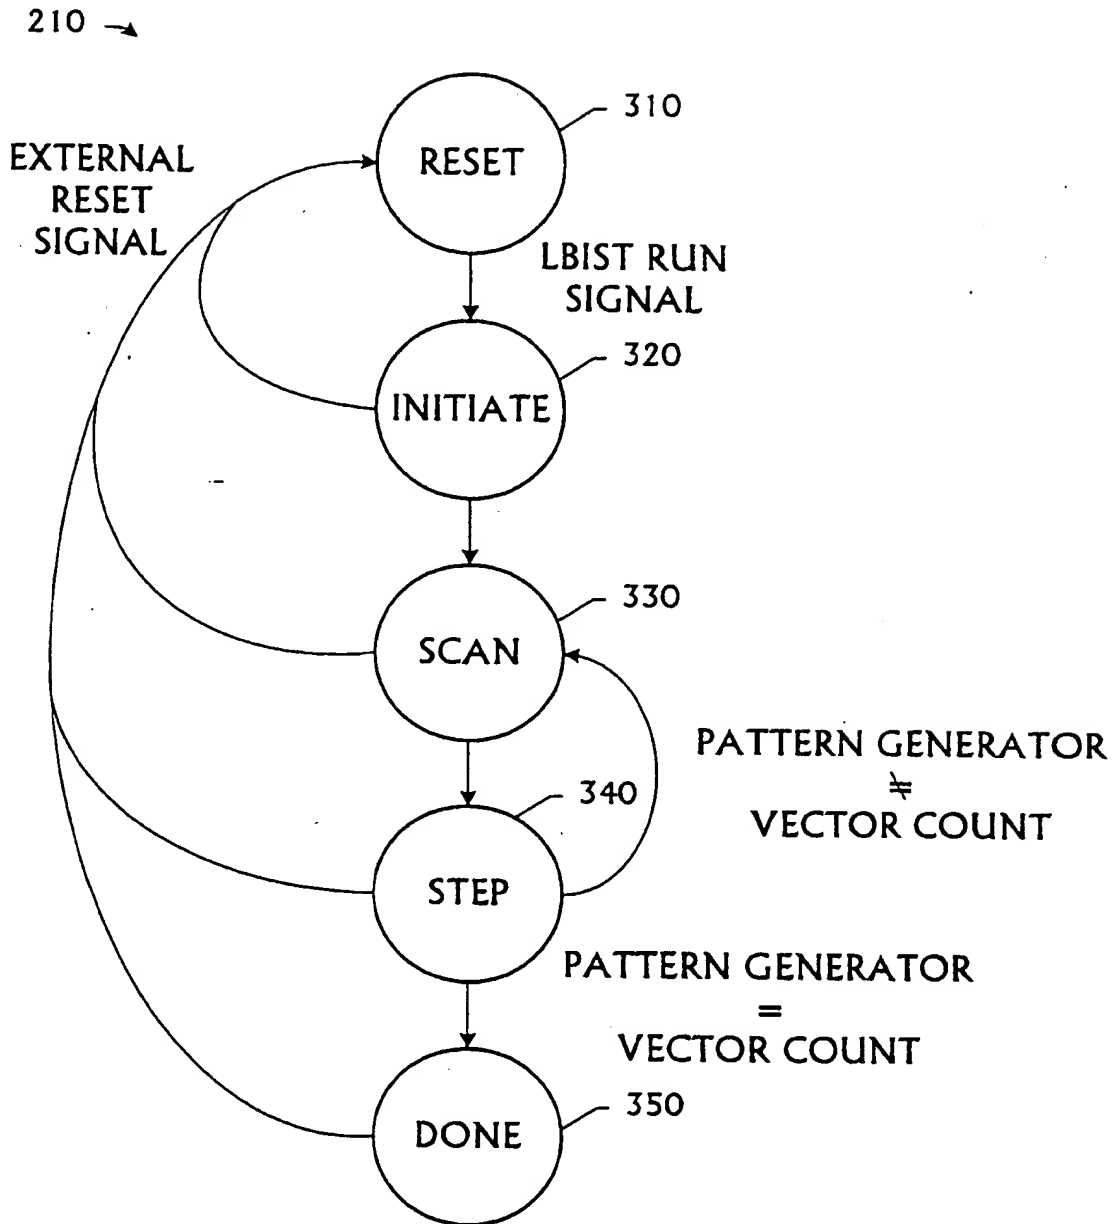 210
310
EXTERNAL
RESET
SIGNAL
RESET
LBIST RUN
SIGNAL
320
INITIATE
330
SCAN
PATTERN GENERATOR
≠
VECTOR COUNT
340
STEP
PATTERN GENERATOR
=
VECTOR COUNT
350
DONE